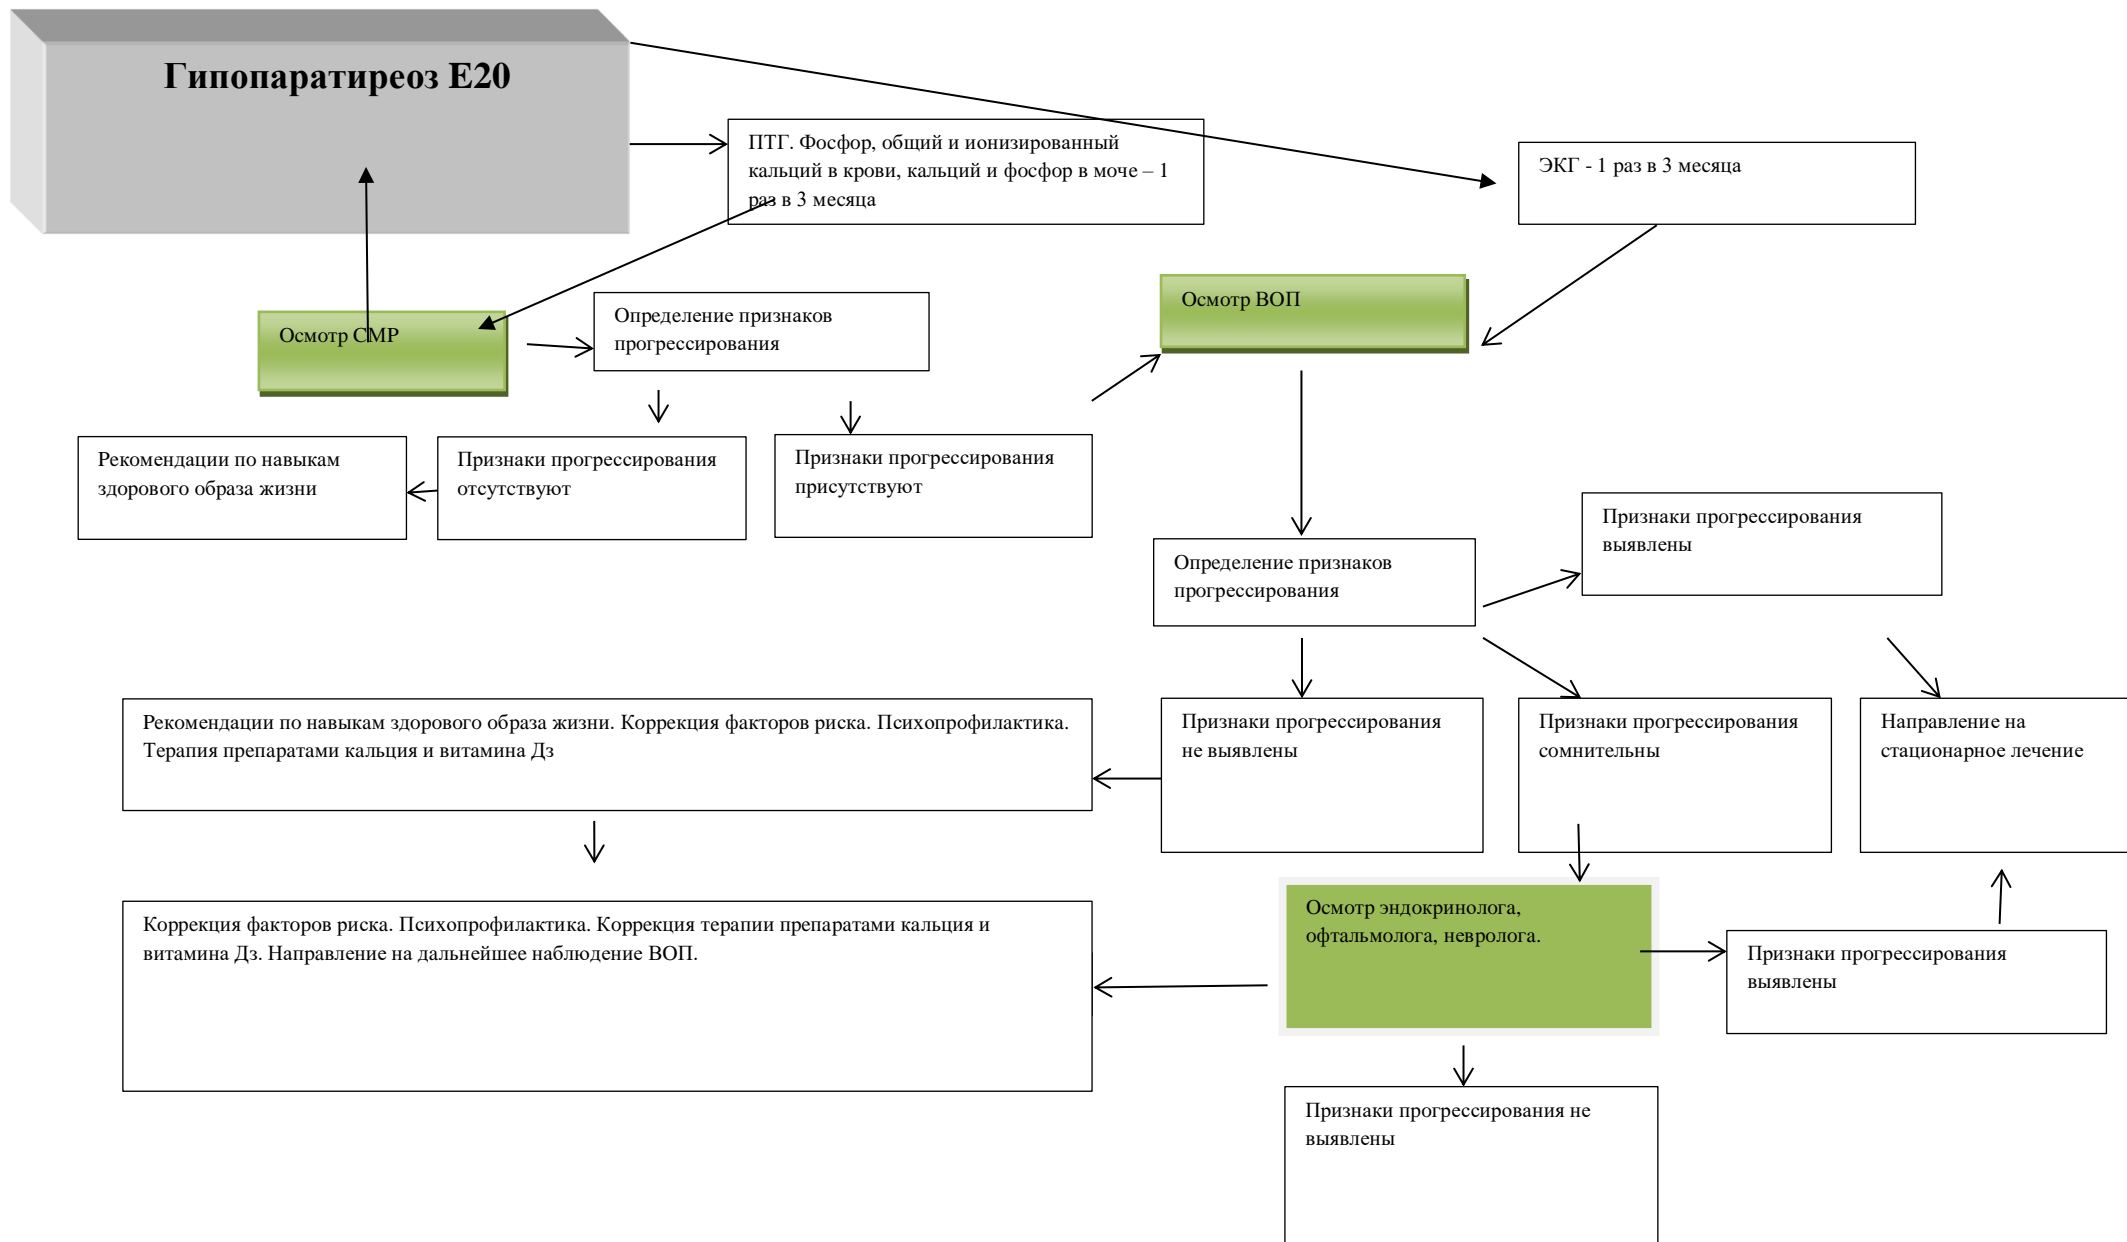 Гипопаратиреоз Е20
ПТГ. Фосфор, общий и ионизированный
кальций в крови, кальций и фосфор в моче – 1
раз в 3 месяца
ЭКГ - 1 раз в 3 месяца
Осмотр СМР
Определение признаков
прогрессирования
Осмотр ВОП
Рекомендации по навыкам
здорового образа жизни
Признаки прогрессирования
отсутствуют
Признаки прогрессирования
присутствуют
Определение признаков
прогрессирования
Признаки прогрессирования
выявлены
Рекомендации по навыкам здорового образа жизни. Коррекция факторов риска. Психопрофилактика.
Терапия препаратами кальция и витамина Дз
Признаки прогрессирования
не выявлены
Признаки прогрессирования
сомнительны
Направление на
стационарное лечение
Коррекция факторов риска. Психопрофилактика. Коррекция терапии препаратами кальция и
витамина Дз. Направление на дальнейшее наблюдение ВОП.
Осмотр эндокринолога,
офтальмолога, невролога.
Признаки прогрессирования
выявлены
Признаки прогрессирования не
выявлены